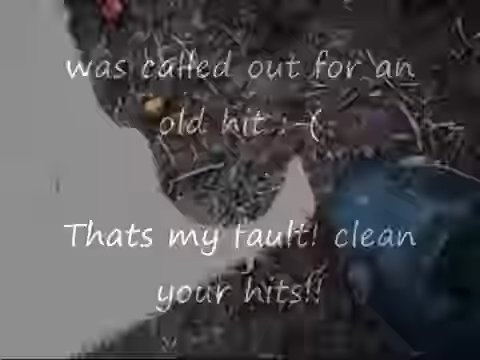 was called out for an
old hit :-(
Thats my fault! clean
your hits!!